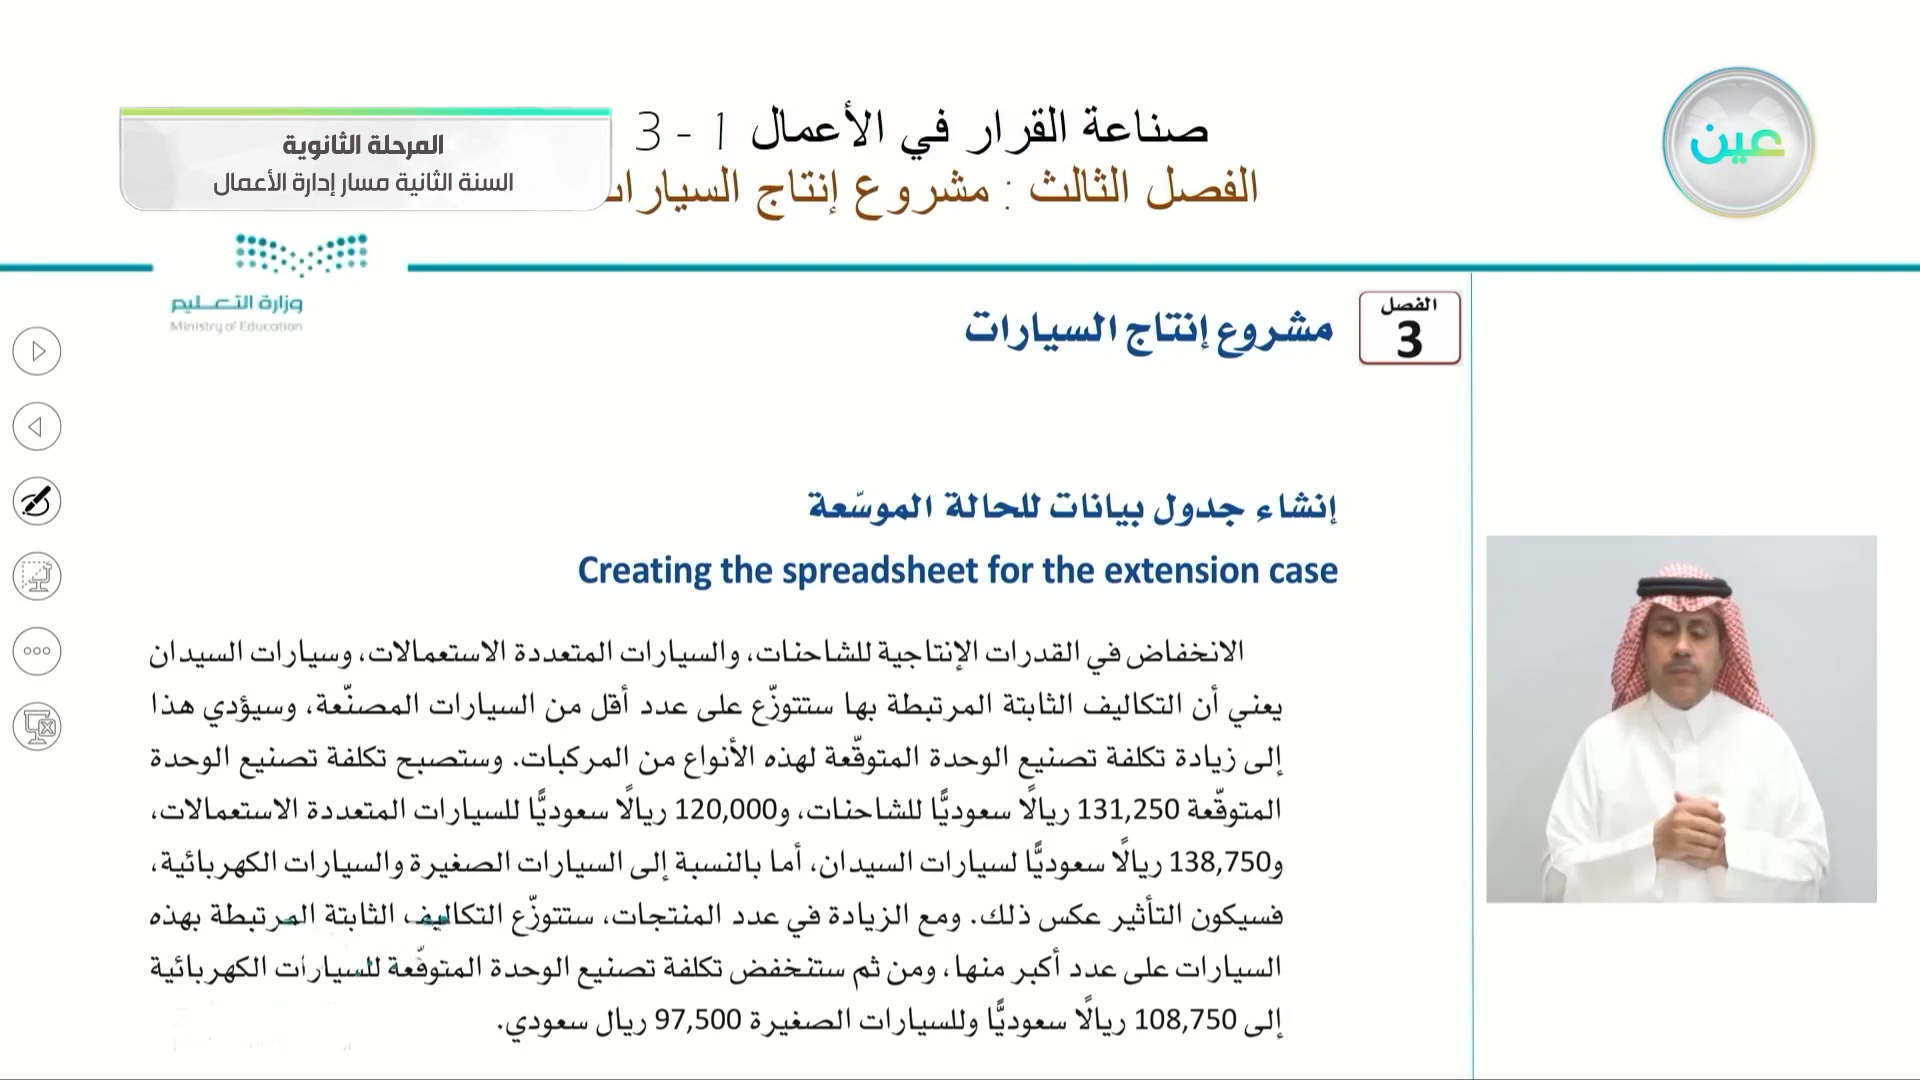 صناعة القرار في الأعمال 1 - 3
الفصل الثالث : مشروع إنتاج
المرحلة الثانوية
السنة الثانية مسار إدارة الأعمال
عين
وزارة التعليم
Ministry of Education
الفصل
3
مشروع إنتاج السيارات
إنشاء جدول بيانات للحالة الموسّعة
Creating the spreadsheet for the extension case
الانخفاض في القدرات الإنتاجية للشاحنات، والسيارات المتعددة الاستعمالات، وسيارات السيدان
يعني أن التكاليف الثابتة المرتبطة بها ستتوزّع على عدد أقل من السيارات المصنّعة، وسيؤدي هذا
إلى زيادة تكلفة تصنيع الوحدة المتوقّعة لهذه الأنواع من المركبات. وستصبح تكلفة تصنيع الوحدة
المتوقّعة 131,250 ريالًا سعوديًّا للشاحنات، و120,000 ريالًا سعوديًّا للسيارات المتعددة الاستعمالات،
و138,750 ريالًا سعوديًّا لسيارات السيدان، أما بالنسبة إلى السيارات الصغيرة والسيارات الكهربائية،
فسيكون التأثير عكس ذلك. ومع الزيادة في عدد المنتجات، ستتوزّع التكاليف الثابتة المرتبطة بهذه
السيارات على عدد أكبر منها، ومن ثم ستنخفض تكلفة تصنيع الوحدة المتوقّعة للسيارات الكهربائية
إلى 108,750 ريالًا سعوديًّا وللسيارات الصغيرة 97,500 ريال سعودي.